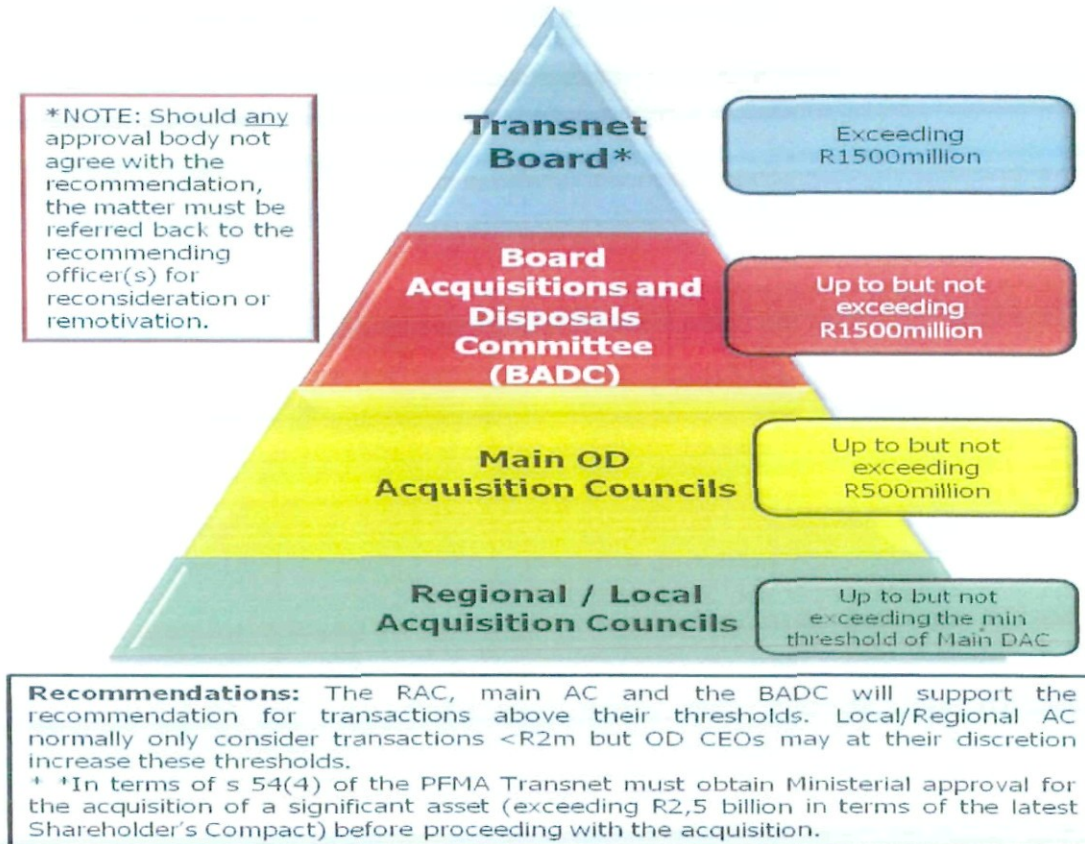 *NOTE: Should any
approval body not
agree with the
recommendation,
the matter must be
referred back to the
recommending
officer(s) for
reconsideration or
remotivation.
Transnet
Board*
Exceeding
R1500million
Board
Acquisitions and
Disposals
Committee
(BADC)
Up to but not
exceeding
R1500million
Main OD
Acquisition Councils
Up to but not
exceeding
R500million
Regional / Local
Acquisition Councils
Up to but not
exceeding the min
threshold of Main DAC
Recommendations: The RAC, main AC and the BADC will support the
recommendation for transactions above their thresholds. Local/Regional AC
normally only consider transactions <R2m but OD CEOs may at their discretion
increase these thresholds.
* *In terms of s 54(4) of the PFMA Transnet must obtain Ministerial approval for
the acquisition of a significant asset (exceeding R2,5 billion in terms of the latest
Shareholder's Compact) before proceeding with the acquisition.